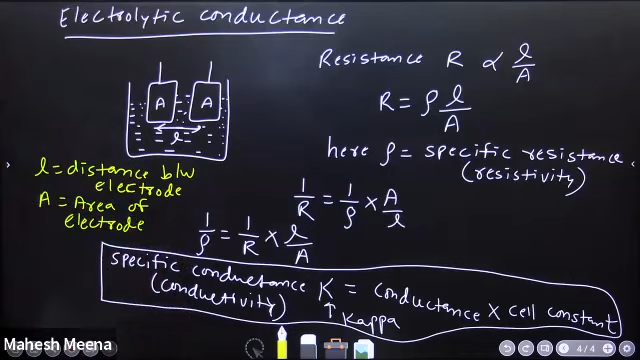 Electrolytic conductance
Resistance R ∝ l/A
A A
l
R = ρ l/A
here ρ = specific resistance
(resistivity)
l = distance b/w
electrode
A = Area of
electrode
1/R = 1/ρ × A/l
1/ρ = 1/R × l/A
specific conductance K = conductance × cell constant
(conductivity)
↑ Kappa
Mahesh Meena
4/4